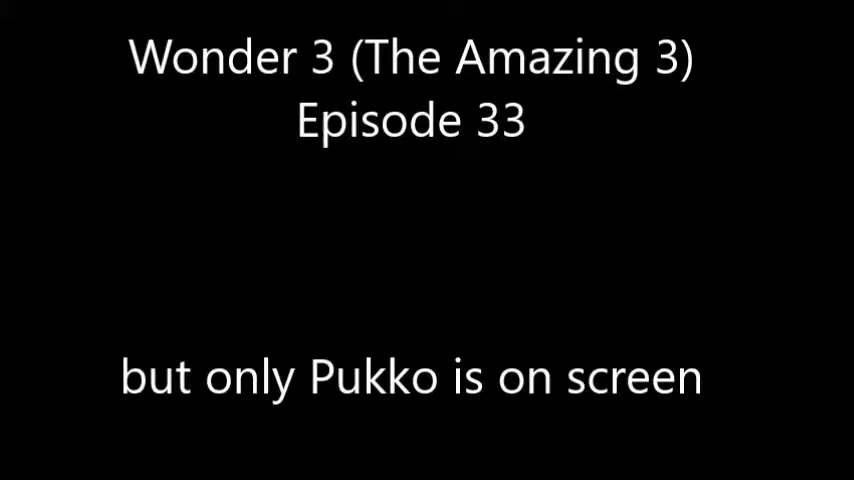 Wonder 3 (The Amazing 3)
Episode 33
but only Pukko is on screen